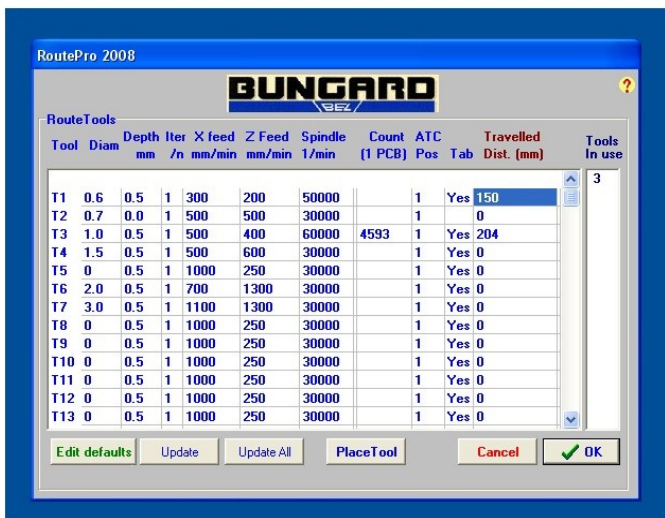 RoutePro 2008
BUNGARD
BEZ
?
RouteTools
Tool Diam Depth mm Iter /n X feed mm/min Z Feed mm/min Spindle 1/min Count (1 PCB) ATC Pos Tab Travelled Dist. (mm) Tools In use
3
T1 0.6 0.5 1 300 200 50000 1 Yes 150
T2 0.7 0.0 1 500 500 30000 1 0
T3 1.0 0.5 1 500 400 60000 4593 1 Yes 204
T4 1.5 0.5 1 500 600 30000 1 Yes 0
T5 0 0.5 1 1000 250 30000 1 Yes 0
T6 2.0 0.5 1 700 1300 30000 1 Yes 0
T7 3.0 0.5 1 1100 1300 30000 1 Yes 0
T8 0 0.5 1 1000 250 30000 1 Yes 0
T9 0 0.5 1 1000 250 30000 1 Yes 0
T10 0 0.5 1 1000 250 30000 1 Yes 0
T11 0 0.5 1 1000 250 30000 1 Yes 0
T12 0 0.5 1 1000 250 30000 1 Yes 0
T13 0 0.5 1 1000 250 30000 1 Yes 0
Edit defaults Update Update All PlaceTool Cancel OK